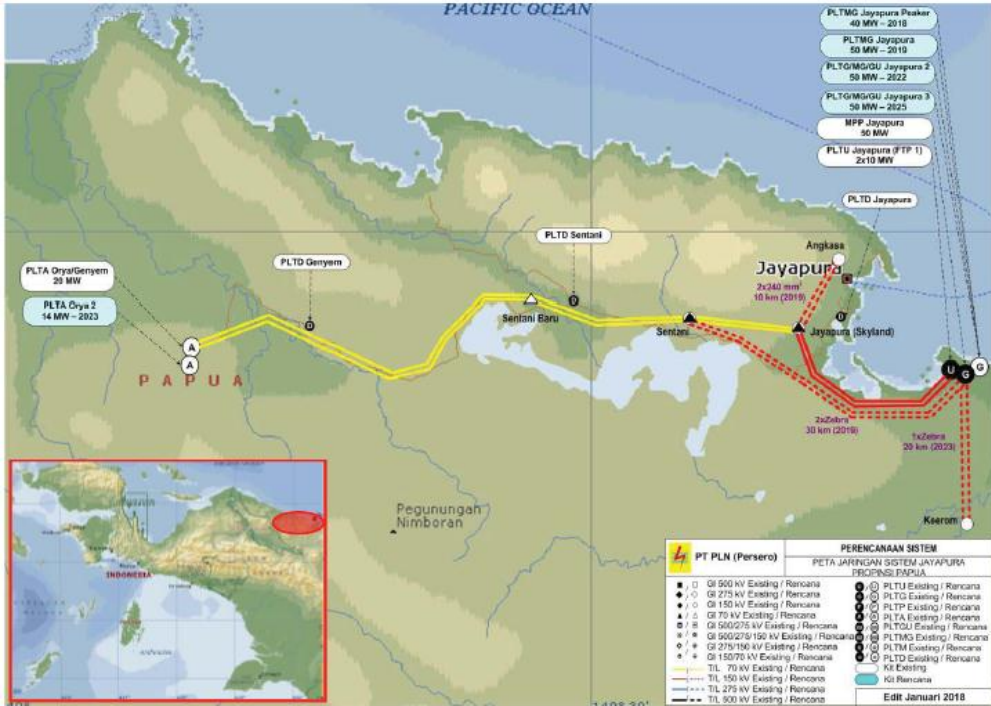 PACIFIC OCEAN
PLTMG Jayapura Peaker
40 MW – 2018
PLTMG Jayapura
50 MW – 2019
PLTG/MG/GU Jayapura 2
50 MW – 2022
PLTG/MG/GU Jayapura 3
50 MW – 2025
MPP Jayapura
50 MW
PLTU Jayapura (FTP 1)
2x10 MW
PLTD Jayapura
PLTD Sentani
PLTD Genyem
PLTA Orya/Genyem
20 MW
PLTA Orya 2
14 MW – 2023
Angkasa
Jayapura
2x240 mm²
10 km (2019)
D
D
D
Sentani Baru
Sentani
Jayapura (Skyland)
A
A
PAPUA
U
G
G
2xZebra
30 km (2019)
1xZebra
20 km (2023)
Keerom
Pegunungan
Nimboran
INDONESIA
PT PLN (Persero)
PERENCANAAN SISTEM
PETA JARINGAN SISTEM JAYAPURA
PROPINSI PAPUA
GI 500 kV Existing / Rencana
GI 275 kV Existing / Rencana
GI 150 kV Existing / Rencana
GI 70 kV Existing / Rencana
GI 500/275 kV Existing / Rencana
GI 500/275/150 kV Existing / Rencana
GI 275/150 kV Existing / Rencana
GI 150/70 kV Existing / Rencana
T/L 70 kV Existing / Rencana
T/L 150 kV Existing / Rencana
T/L 275 kV Existing / Rencana
T/L 500 kV Existing / Rencana
PLTU Existing / Rencana
PLTG Existing / Rencana
PLTP Existing / Rencana
PLTA Existing / Rencana
PLTGU Existing / Rencana
PLTMG Existing / Rencana
PLTM Existing / Rencana
PLTD Existing / Rencana
Kit Existing
Kit Rencana
Edit Januari 2018